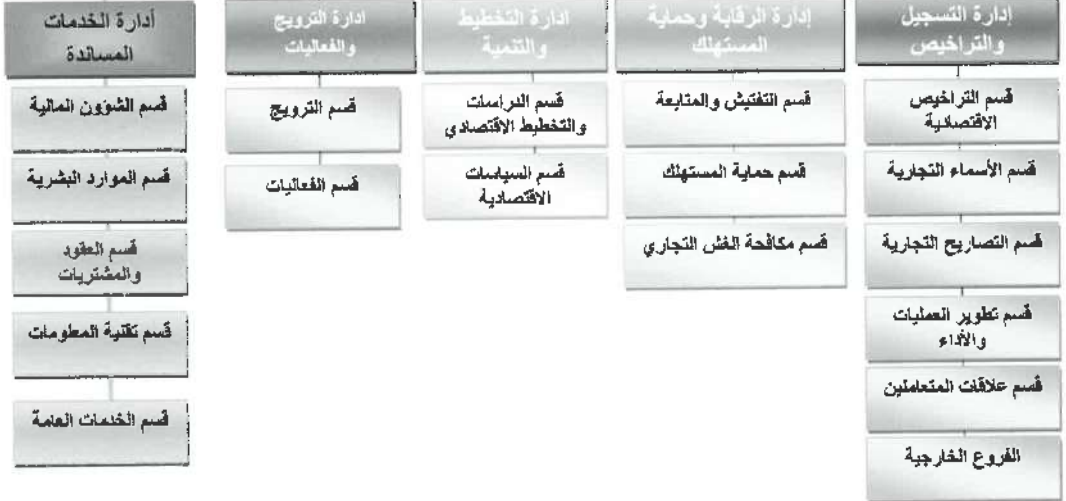 إدارة التسجيل
والتراخيص
قسم التراخيص
الاقتصادية
قسم الأسماء التجارية
قسم التصاريح التجارية
قسم تطوير العمليات
والأداء
قسم علاقات المتعاملين
الفروع الخارجية
إدارة الرقابة وحماية
المستهلك
قسم التفتيش والمتابعة
قسم حماية المستهلك
قسم مكافحة الغش التجاري
ادارة التخطيط
والتنمية
قسم الدراسات
والتخطيط الاقتصادي
قسم السياسات
الاقتصادية
ادارة الترويج
والفعاليات
قسم الترويج
قسم الفعاليات
أدارة الخدمات
المساندة
قسم الشؤون المالية
قسم الموارد البشرية
قسم العقود
والمشتريات
قسم تقنية المعلومات
قسم الخدمات العامة